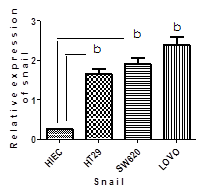 Relative expression
of snail
3
2
1
0
b
b
b
HIEC
HT29
SW620
LOVO
Snail